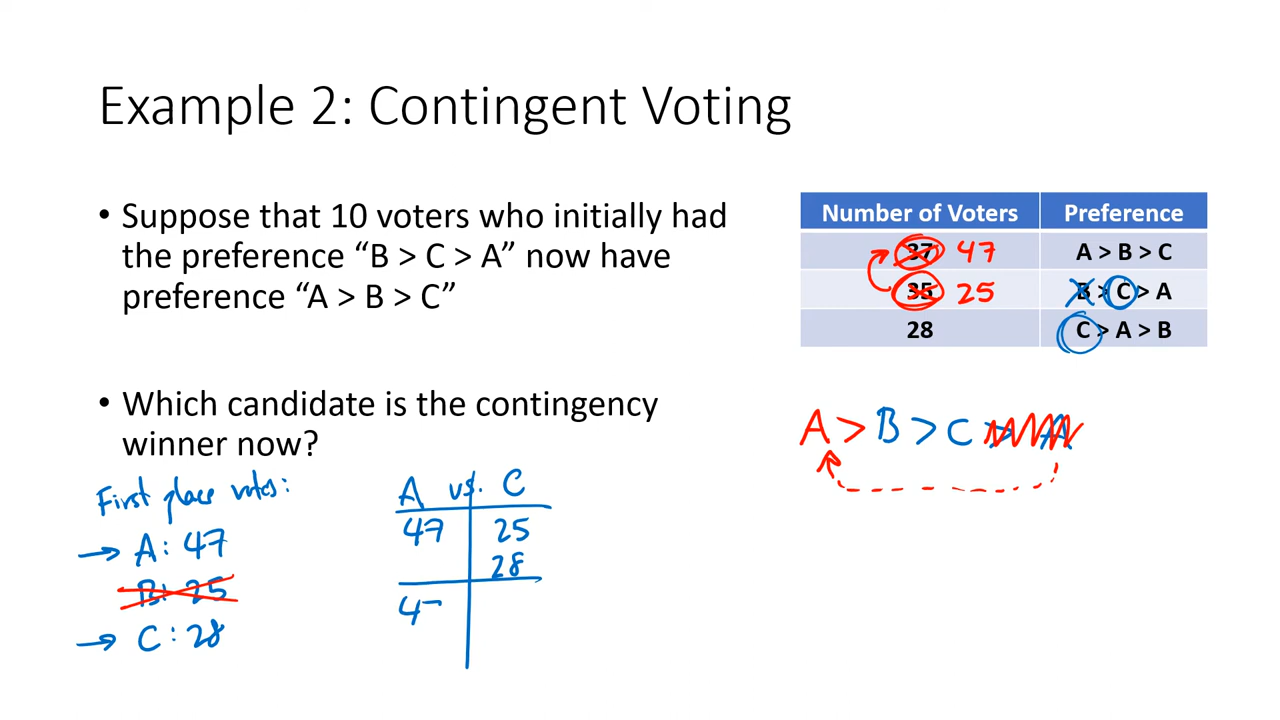 Example 2: Contingent Voting
• Suppose that 10 voters who initially had
the preference “B > C > A” now have
preference “A > B > C”
• Which candidate is the contingency
winner now?
First place votes:
→ A: 47
B: 25
→ C: 28
A vs. C
47 25
28
4
Number of Voters Preference
37 47 A > B > C
35 25 B > C > A
28 C > A > B
A > B > C > A